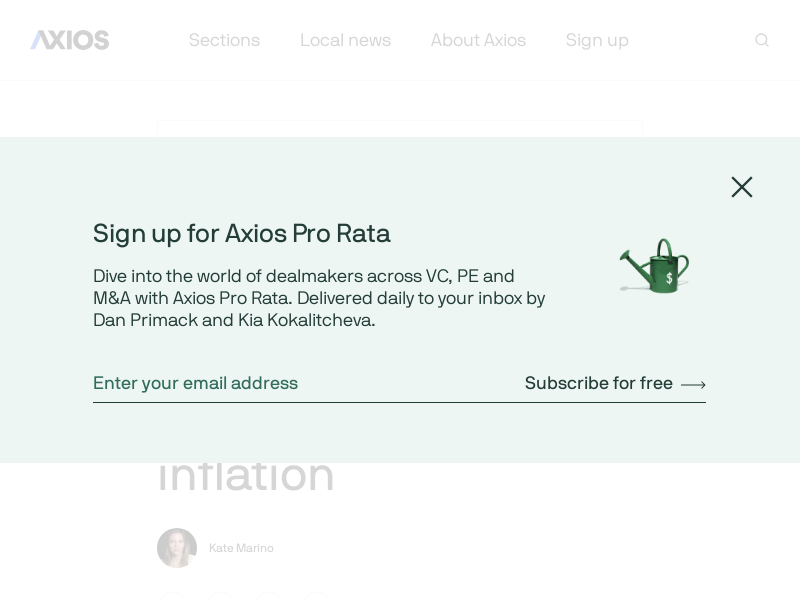 AXIOS Sections Local news About Axios Sign up
Sign up for Axios Pro Rata
Dive into the world of dealmakers across VC, PE and
M&A with Axios Pro Rata. Delivered daily to your inbox by
Dan Primack and Kia Kokalitcheva.
$
Enter your email address Subscribe for free
inflation
Kate Marino